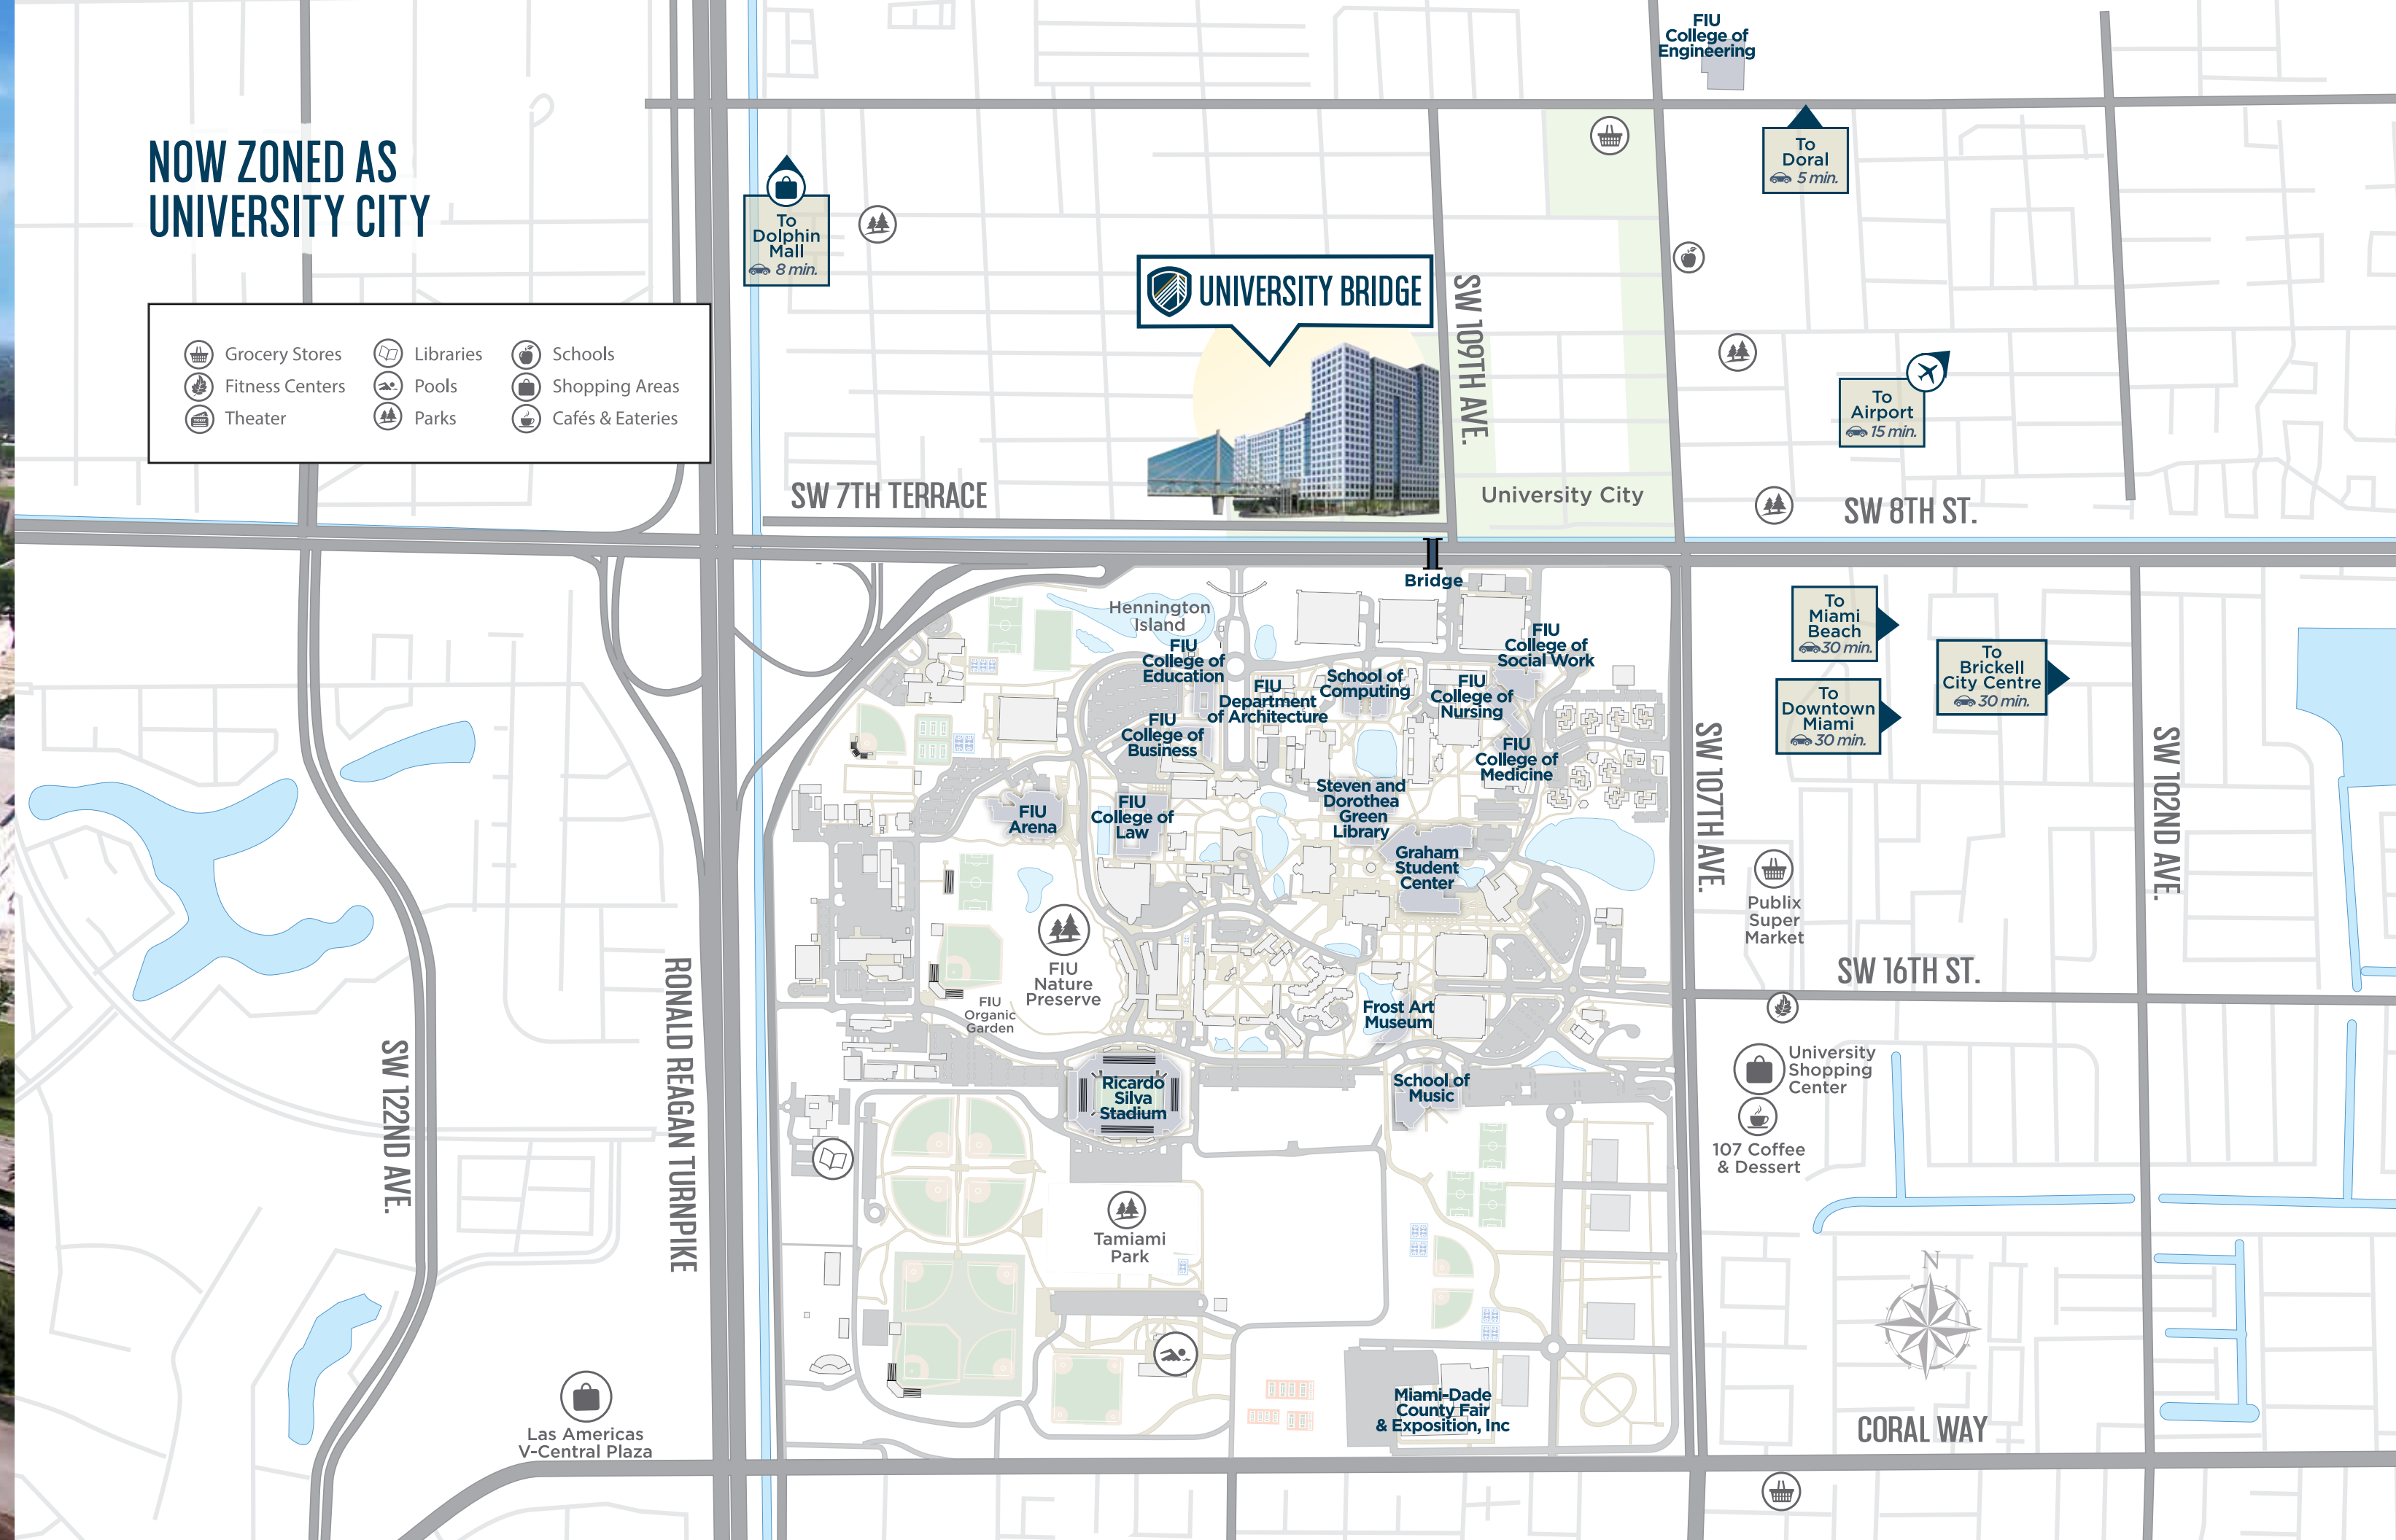 FIU
College of
Engineering
NOW ZONED AS
UNIVERSITY CITY
To
Doral
5 min.
To
Dolphin
Mall
8 min.
UNIVERSITY BRIDGE
SW 109TH AVE.
Grocery Stores
Fitness Centers
Theater
Libraries
Pools
Parks
Schools
Shopping Areas
Cafés & Eateries
To
Airport
15 min.
SW 7TH TERRACE
University City
SW 8TH ST.
Bridge
Hennington
Island
FIU
College of
Education
FIU
Department
of Architecture
School of
Computing
FIU
College of
Social Work
FIU
College of
Nursing
FIU
College of
Business
FIU
College of
Medicine
To
Miami
Beach
30 min.
To
Brickell
City Centre
30 min.
To
Downtown
Miami
30 min.
SW 107TH AVE.
SW 102ND AVE.
FIU
Arena
FIU
College of
Law
Steven and
Dorothea
Green
Library
Graham
Student
Center
Publix
Super
Market
SW 16TH ST.
FIU
Nature
Preserve
FIU
Organic
Garden
Frost Art
Museum
RONALD REAGAN TURNPIKE
SW 122ND AVE.
Ricardo
Silva
Stadium
School of
Music
University
Shopping
Center
107 Coffee
& Dessert
Tamiami
Park
N
Las Americas
V-Central Plaza
Miami-Dade
County Fair
& Exposition, Inc
CORAL WAY